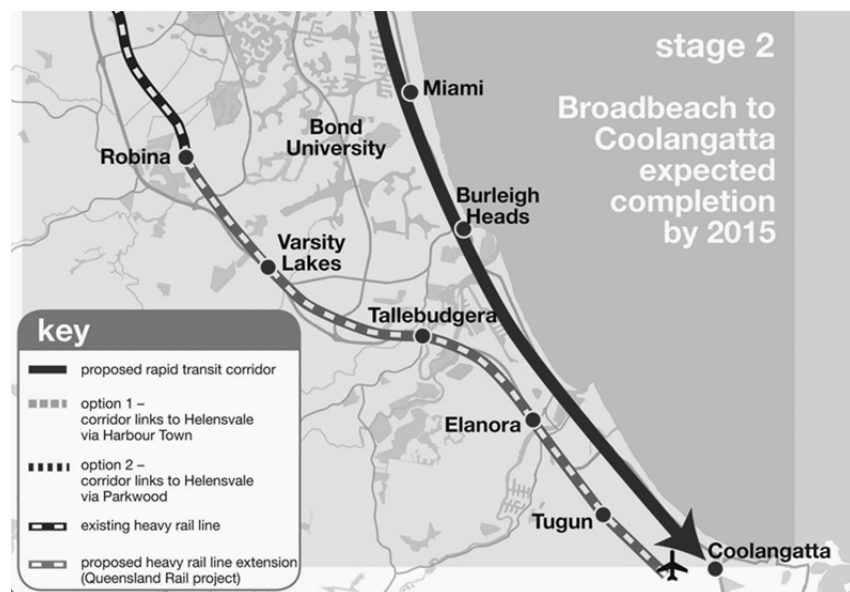 stage 2
Broadbeach to
Coolangatta
expected
completion
by 2015
Miami
Bond
University
Robina
Burleigh
Heads
Varsity
Lakes
Tallebudgera
Elanora
Tugun
Coolangatta
key
proposed rapid transit corridor
option 1 –
corridor links to Helensvale
via Harbour Town
option 2 –
corridor links to Helensvale
via Parkwood
existing heavy rail line
proposed heavy rail line extension
(Queensland Rail project)